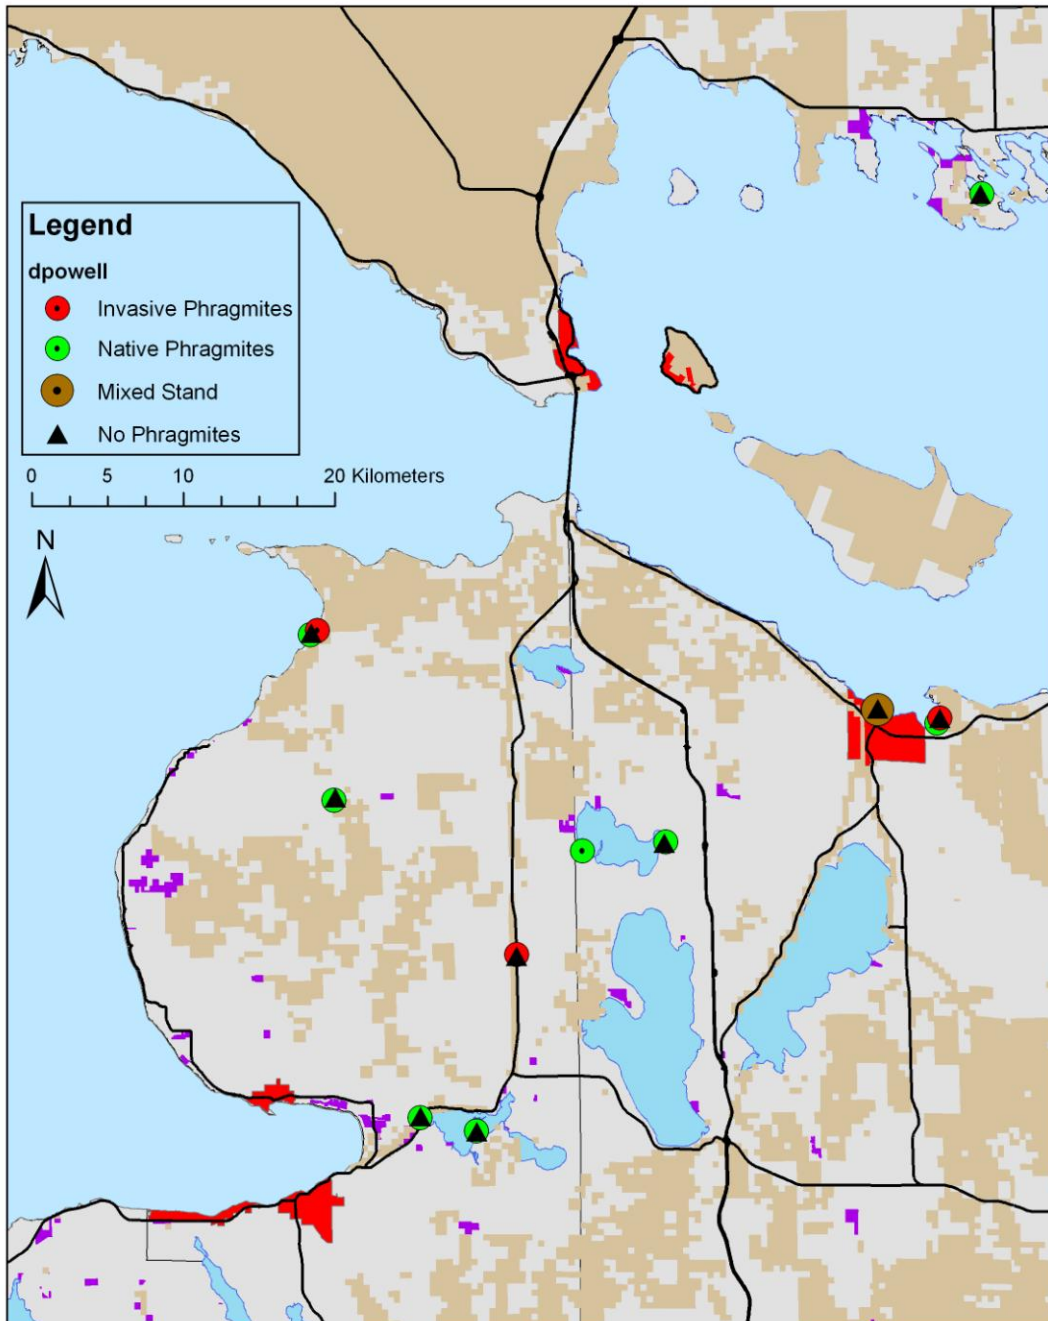 Legend
dpowell
Invasive Phragmites
Native Phragmites
Mixed Stand
No Phragmites
0 5 10 20 Kilometers
N